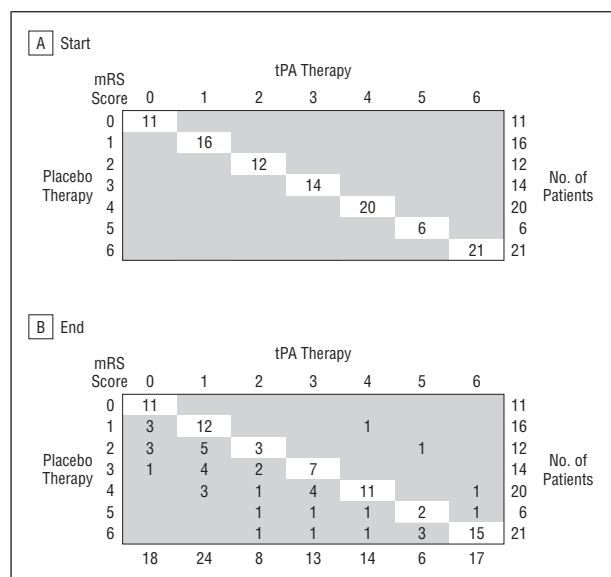 A Start
tPA Therapy
mRS
Score 0 1 2 3 4 5 6
0 11 11
1 16 16
2 12 12
Placebo Therapy
3 14 14
No. of Patients
4 20 20
5 6 6
6 21 21
B End
tPA Therapy
mRS
Score 0 1 2 3 4 5 6
0 11 11
1 3 12 1 16
2 3 5 3 1 12
Placebo Therapy
3 1 4 2 7 14
No. of Patients
4 3 1 4 11 1 20
5 1 1 1 2 1 6
6 1 1 1 3 15 21
18 24 8 13 14 6 17